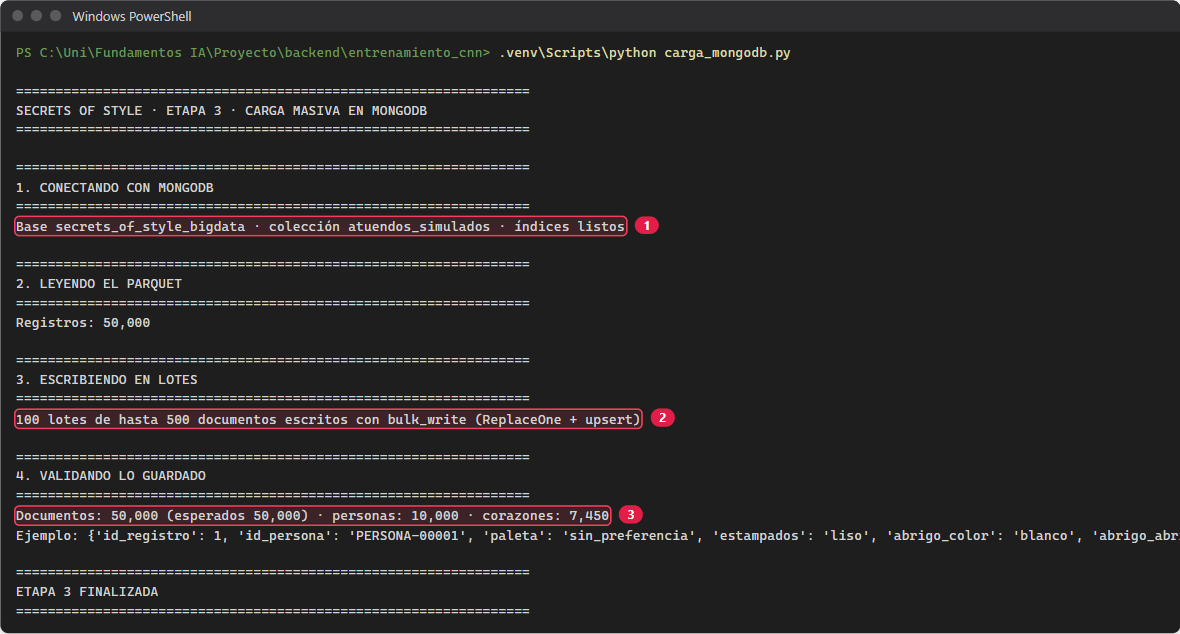 Windows PowerShell
PS C:\Uni\Fundamentos IA\Proyecto\backend\entrenamiento_cnn> .venv\Scripts\python carga_mongodb.py
=================================================================
SECRETS OF STYLE · ETAPA 3 · CARGA MASIVA EN MONGODB
=================================================================
=================================================================
1. CONECTANDO CON MONGODB
=================================================================
Base secrets_of_style_bigdata · colección atuendos_simulados · índices listos 1
=================================================================
2. LEYENDO EL PARQUET
=================================================================
Registros: 50,000
=================================================================
3. ESCRIBIENDO EN LOTES
=================================================================
100 lotes de hasta 500 documentos escritos con bulk_write (ReplaceOne + upsert) 2
=================================================================
4. VALIDANDO LO GUARDADO
=================================================================
Documentos: 50,000 (esperados 50,000) · personas: 10,000 · corazones: 7,450 3
Ejemplo: {'id_registro': 1, 'id_persona': 'PERSONA-00001', 'paleta': 'sin_preferencia', 'estampados': 'liso', 'abrigo_color': 'blanco', 'abrigo_abr
=================================================================
ETAPA 3 FINALIZADA
=================================================================